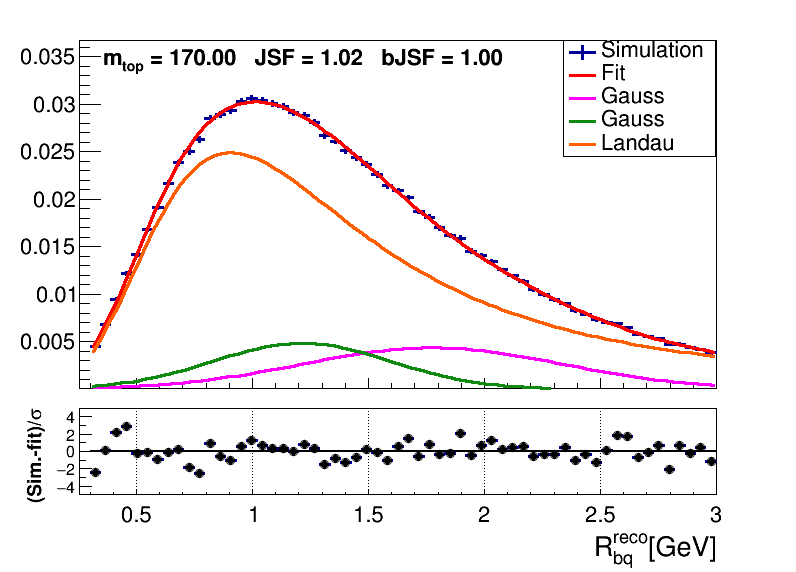 m_top = 170.00 JSF = 1.02 bJSF = 1.00
Simulation
Fit
Gauss
Gauss
Landau
0.035
0.03
0.025
0.02
0.015
0.01
0.005
(Sim.-fit)/σ
4
2
0
−2
−4
0.5 1 1.5 2 2.5 3
R_bq^reco[GeV]